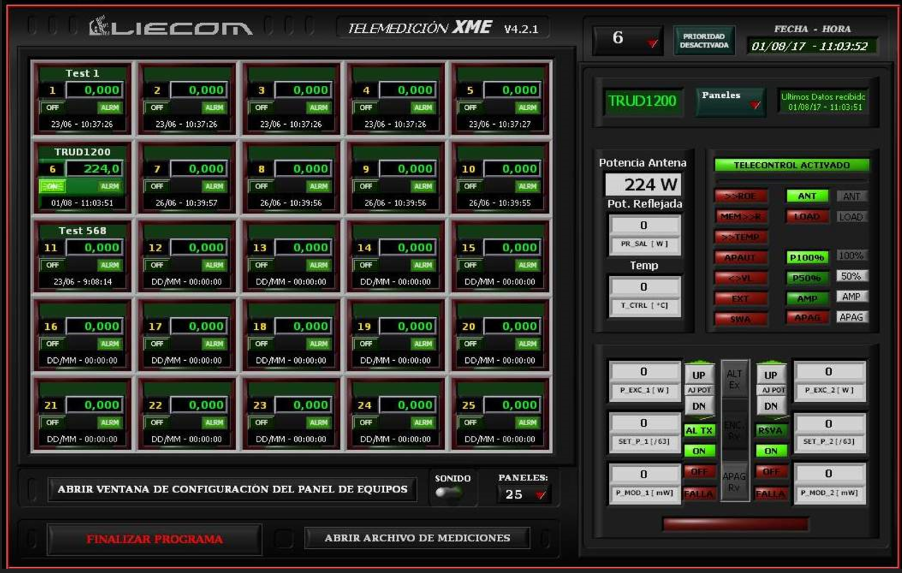 LIECOM
TELEMEDICIÓN XME V4.2.1
6
PRIORIDAD
DESACTIVADA
FECHA - HORA
01/08/17 - 11:03:52
Test 1
1 0,000
OFF ALRM
23/06 - 10:37:26
2 0,000
OFF ALRM
23/06 - 10:37:26
3 0,000
OFF ALRM
23/06 - 10:37:26
4 0,000
OFF ALRM
23/06 - 10:37:26
5 0,000
OFF ALRM
23/06 - 10:37:27
TRUD1200
6 224,0
ON ALRM
01/08 - 11:03:51
7 0,000
OFF ALRM
26/06 - 10:39:57
8 0,000
OFF ALRM
26/06 - 10:39:56
9 0,000
OFF ALRM
26/06 - 10:39:56
10 0,000
OFF ALRM
26/06 - 10:39:55
Test 568
11 0,000
OFF ALRM
23/06 - 9:08:14
12 0,000
OFF ALRM
DD/MM - 00:00:00
13 0,000
OFF ALRM
DD/MM - 00:00:00
14 0,000
OFF ALRM
DD/MM - 00:00:00
15 0,000
OFF ALRM
DD/MM - 00:00:00
16 0,000
OFF ALRM
DD/MM - 00:00:00
17 0,000
OFF ALRM
DD/MM - 00:00:00
18 0,000
OFF ALRM
DD/MM - 00:00:00
19 0,000
OFF ALRM
DD/MM - 00:00:00
20 0,000
OFF ALRM
DD/MM - 00:00:00
21 0,000
OFF ALRM
DD/MM - 00:00:00
22 0,000
OFF ALRM
DD/MM - 00:00:00
23 0,000
OFF ALRM
DD/MM - 00:00:00
24 0,000
OFF ALRM
DD/MM - 00:00:00
25 0,000
OFF ALRM
DD/MM - 00:00:00
ABRIR VENTANA DE CONFIGURACIÓN DEL PANEL DE EQUIPOS
SONIDO
PANELES:
25
FINALIZAR PROGRAMA
ABRIR ARCHIVO DE MEDICIONES
TRUD1200
Paneles
Ultimos Datos recibido
01/08/17 - 11:03:51
Potencia Antena
224 W
Pot. Reflejada
0
PR_SAL [ W ]
Temp
0
T_CTRL [ °C]
TELECONTROL ACTIVADO
>>ROE ANT ANT
MEM>>R LOAD LOAD
>>TEMP
APAUT P100% 100%
<>VL P50% 50%
EXT AMP AMP
SWA APAG APAG
0
P_EXC_1 [ W ]
0
SET_P_1 [/63]
0
P_MOD_1 [ mW]
UP
AJ POT
DN
AL TX
ON
OFF
FALLA
ALT
Ex
ENC.
Rv
APAG
Rv
UP
AJ POT
DN
RSVA
ON
OFF
FALLA
0
P_EXC_2 [ W ]
0
SET_P_2 [/63]
0
P_MOD_2 [ mW]